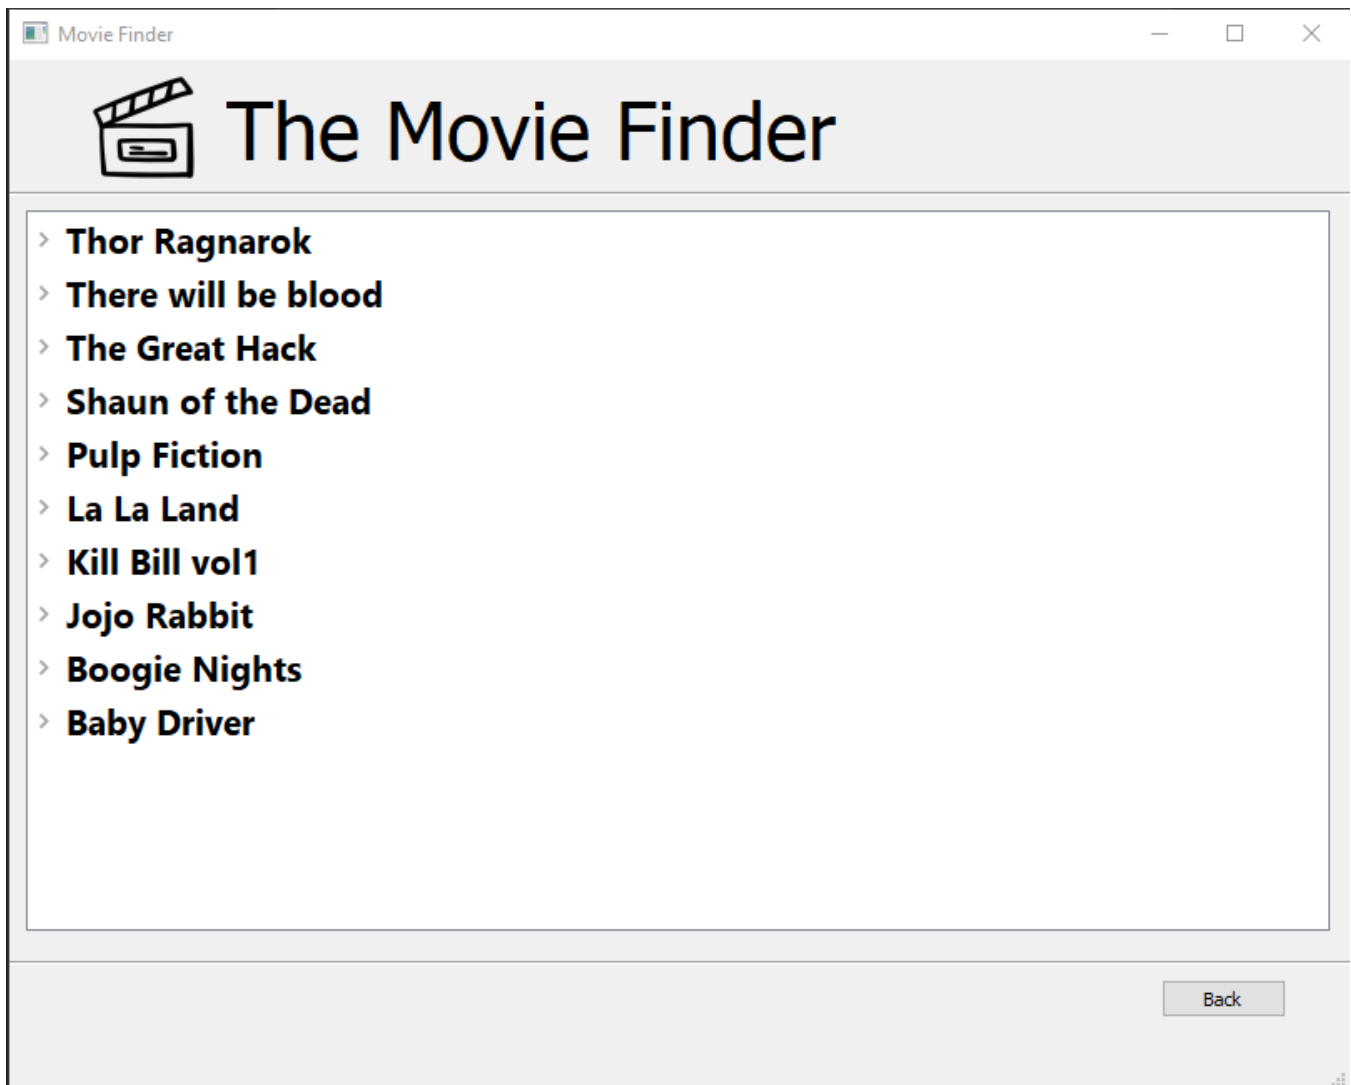 Movie Finder
The Movie Finder
Thor Ragnarok
There will be blood
The Great Hack
Shaun of the Dead
Pulp Fiction
La La Land
Kill Bill vol1
Jojo Rabbit
Boogie Nights
Baby Driver
Back